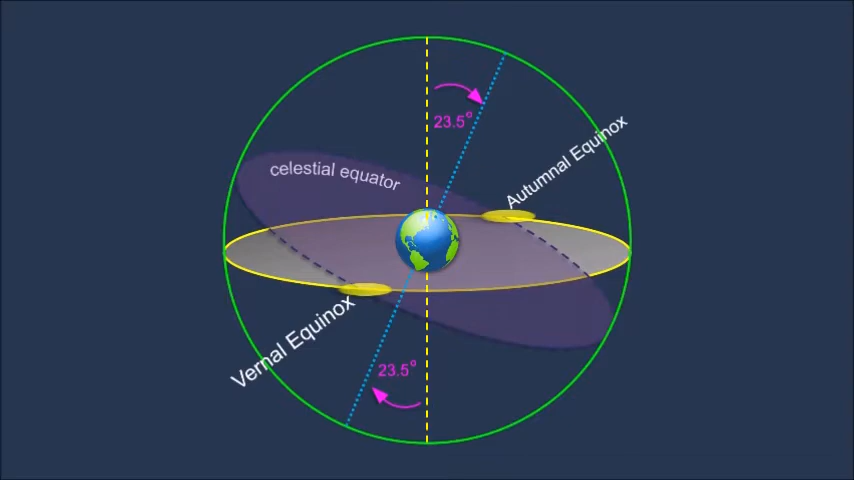 23.5°
Autumnal Equinox
celestial equator
Vernal Equinox
23.5°